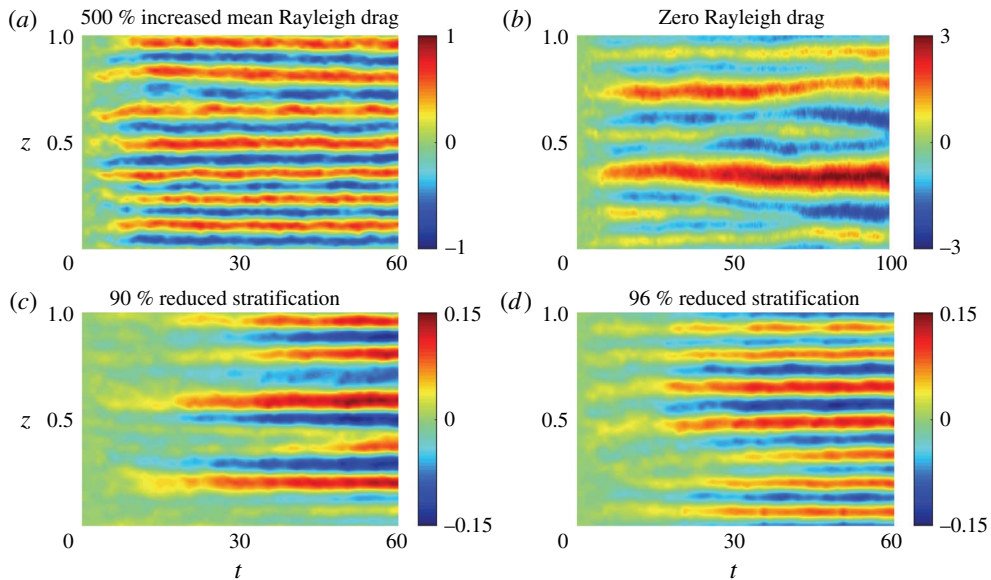 (a) 500 % increased mean Rayleigh drag
1.0
z 0.5
0 30 60
1
0
–1
(b) Zero Rayleigh drag
1.0
0.5
0 50 100
3
0
–3
(c) 90 % reduced stratification
1.0
z 0.5
0 30 60
t
0.15
0
–0.15
(d) 96 % reduced stratification
1.0
0.5
0 30 60
t
0.15
0
–0.15